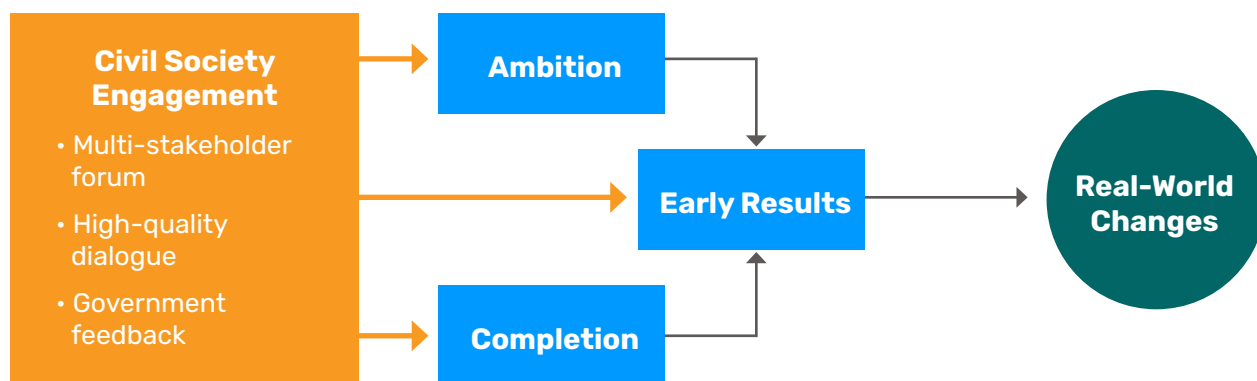 Civil Society
Engagement
• Multi-stakeholder
forum
• High-quality
dialogue
• Government
feedback
Ambition
Early Results
Completion
Real-World
Changes